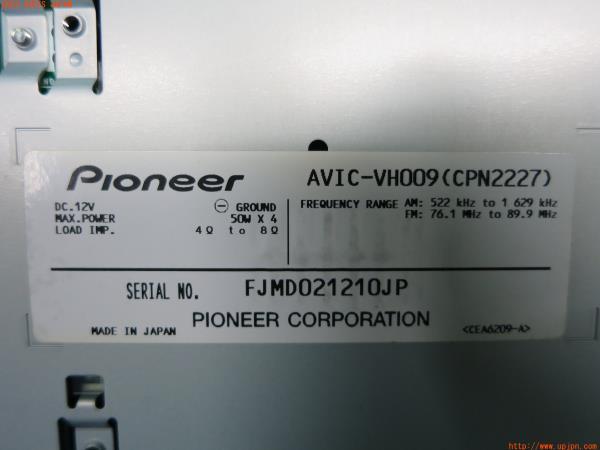 Pioneer
AVIC-VH009(CPN2227)
DC.12V ⊖ GROUND
MAX.POWER 50W X 4
LOAD IMP. 4Ω to 8Ω
FREQUENCY RANGE AM: 522 kHz to 1 629 kHz
FM: 76.1 MHz to 89.9 MHz
SERIAL NO. FJMD021210JP
MADE IN JAPAN PIONEER CORPORATION <CEA6209-A>
http://www.upjpn.com/